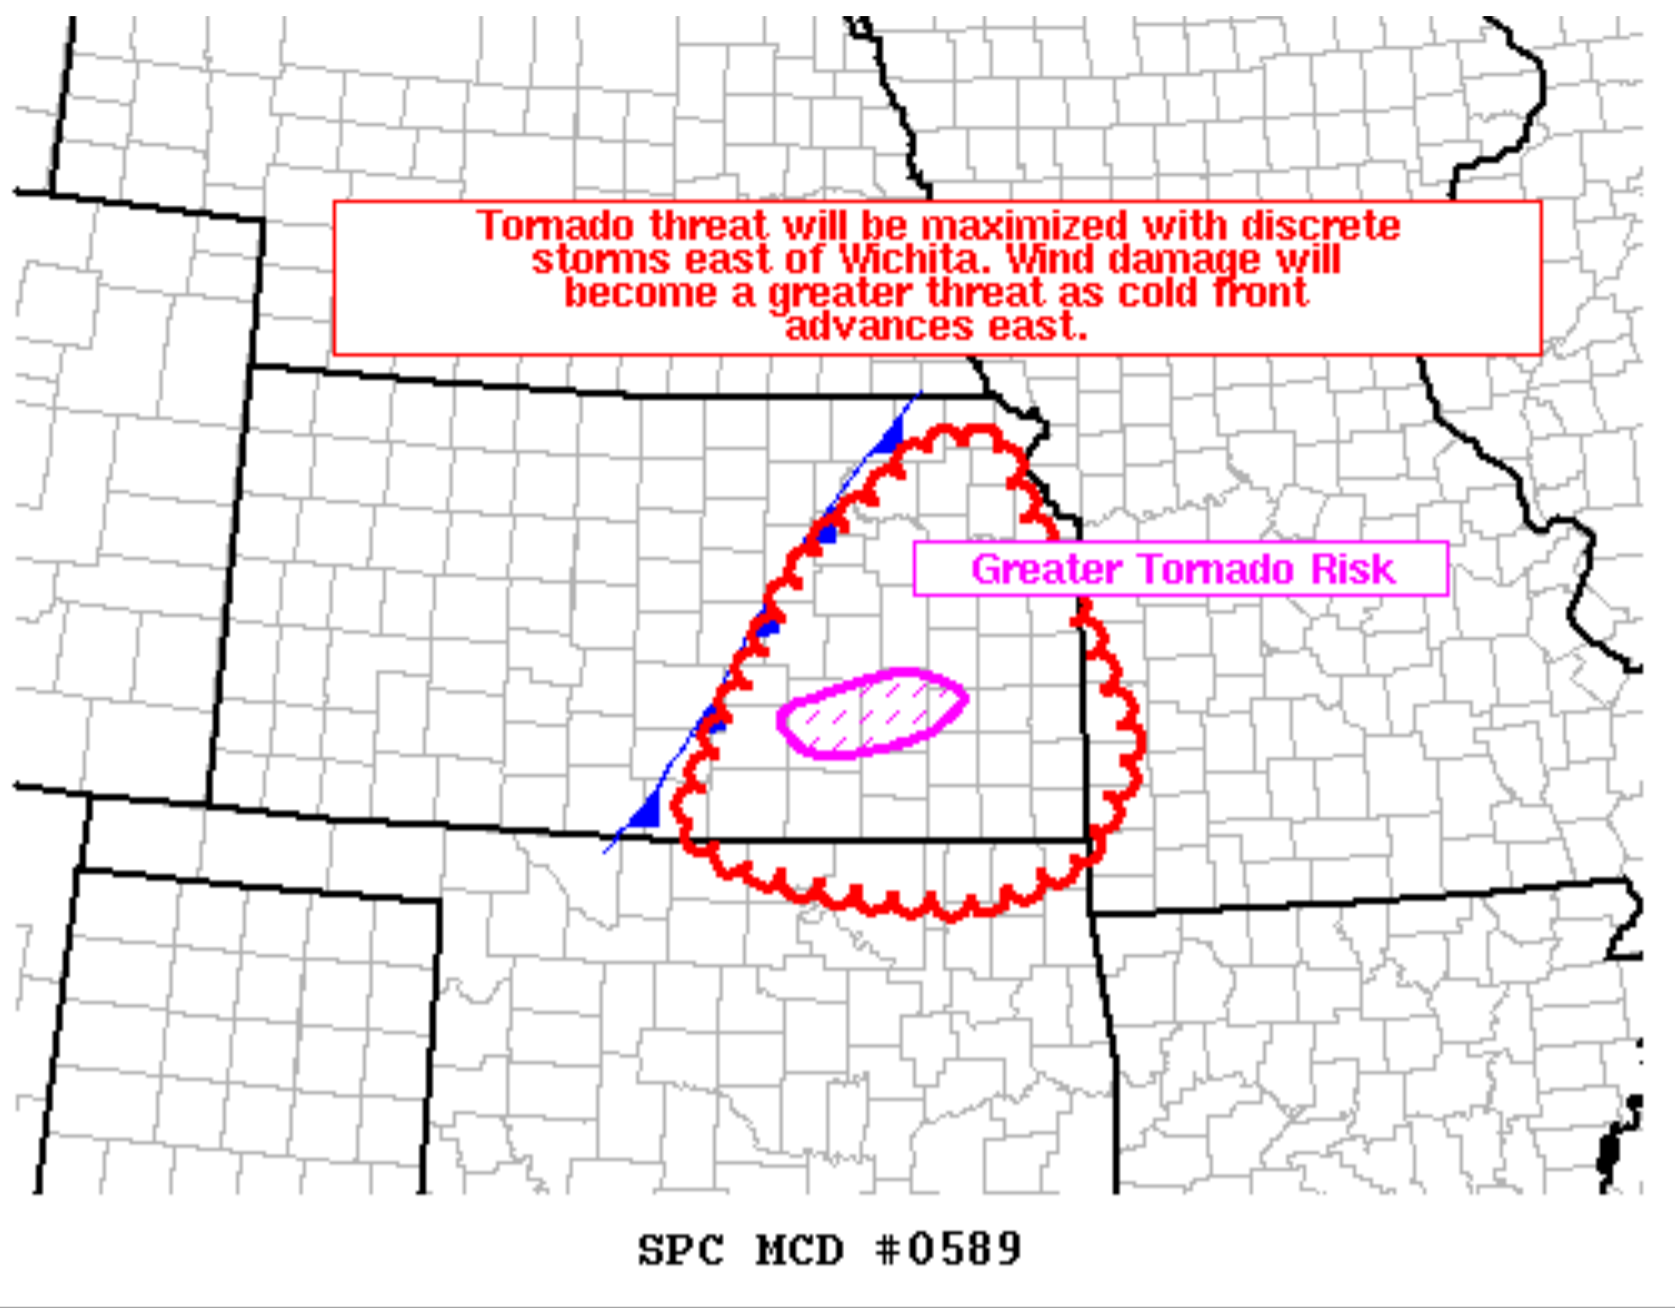 Tornado threat will be maximized with discrete
storms east of Wichita. Wind damage will
become a greater threat as cold front
advances east.
Greater Tornado Risk
SPC MCD #0589